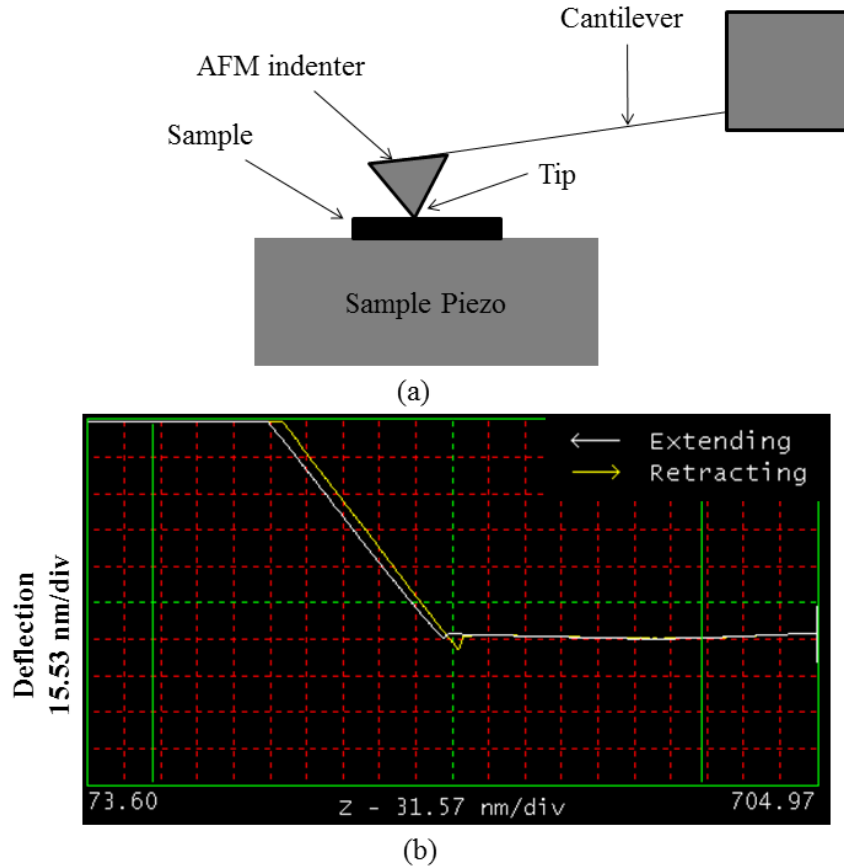 Cantilever
AFM indenter
Sample
Tip
Sample Piezo
(a)
Extending
Retracting
Deflection
15.53 nm/div
73.60
Z - 31.57 nm/div
704.97
(b)